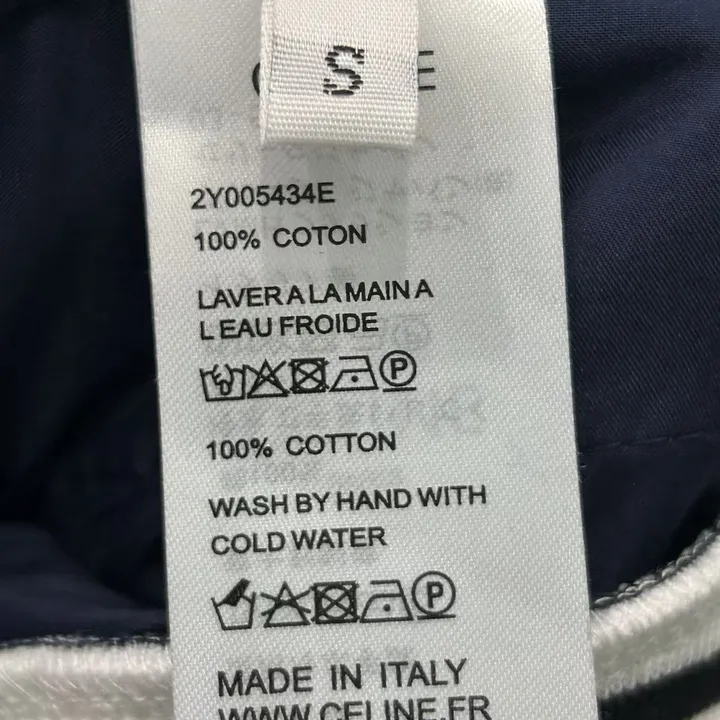 S
2Y005434E
100% COTON
LAVER A LA MAIN A
L EAU FROIDE
P
100% COTTON
WASH BY HAND WITH
COLD WATER
P
MADE IN ITALY
WWW.CELINE.FR